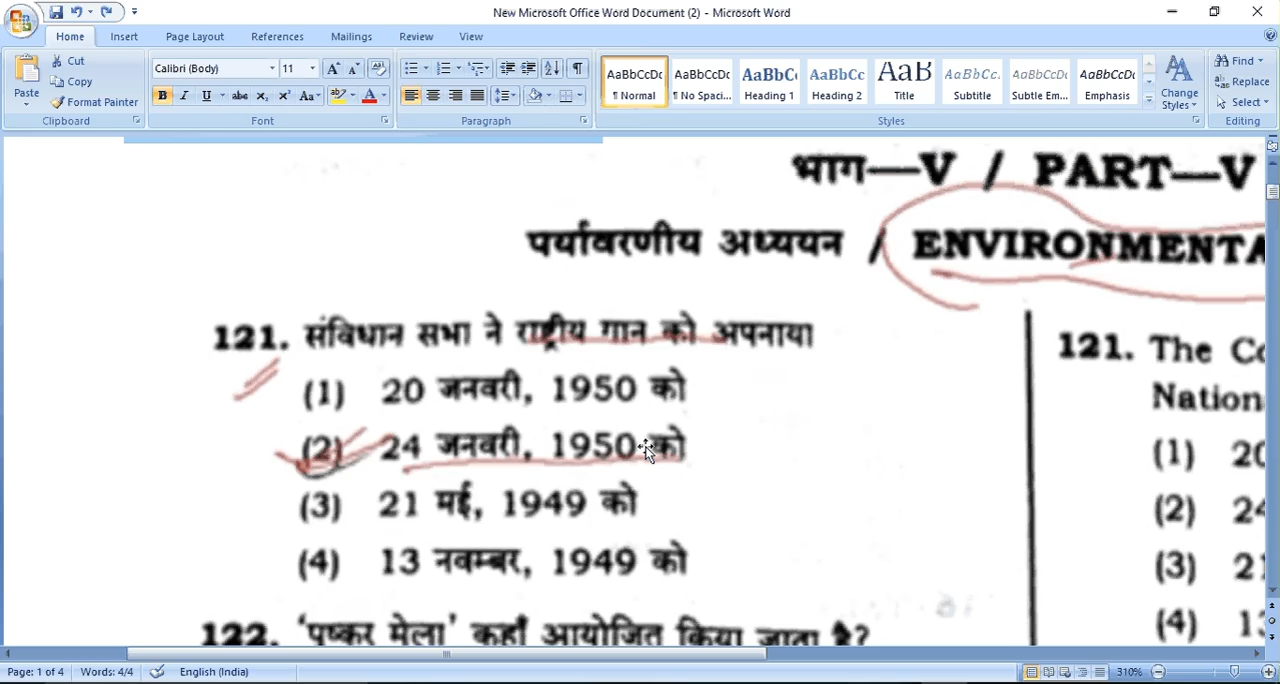 New Microsoft Office Word Document (2) - Microsoft Word
Home Insert Page Layout References Mailings Review View
Paste
Cut
Copy
Format Painter
Clipboard
Calibri (Body) 11
Font
Paragraph
AaBbCcDc AaBbCcDc AaBbC AaBbCc AaB AaBbCc. AaBbCcDc AaBbCcDc
¶ Normal ¶ No Spaci... Heading 1 Heading 2 Title Subtitle Subtle Em... Emphasis
Change Styles
Styles
Find
Replace
Select
Editing
भाग—V / PART—V
पर्यावरणीय अध्ययन / ENVIRONMENTA
121. संविधान सभा ने राष्ट्रीय गान को अपनाया
(1) 20 जनवरी, 1950 को
(2) 24 जनवरी, 1950 को
(3) 21 मई, 1949 को
(4) 13 नवम्बर, 1949 को
122. ‘पुष्कर मेला’ कहाँ आयोजित किया जाता है?
121. The Co
Nation
(1) 20
(2) 24
(3) 21
(4) 13
Page: 1 of 4 Words: 4/4 English (India) 310%